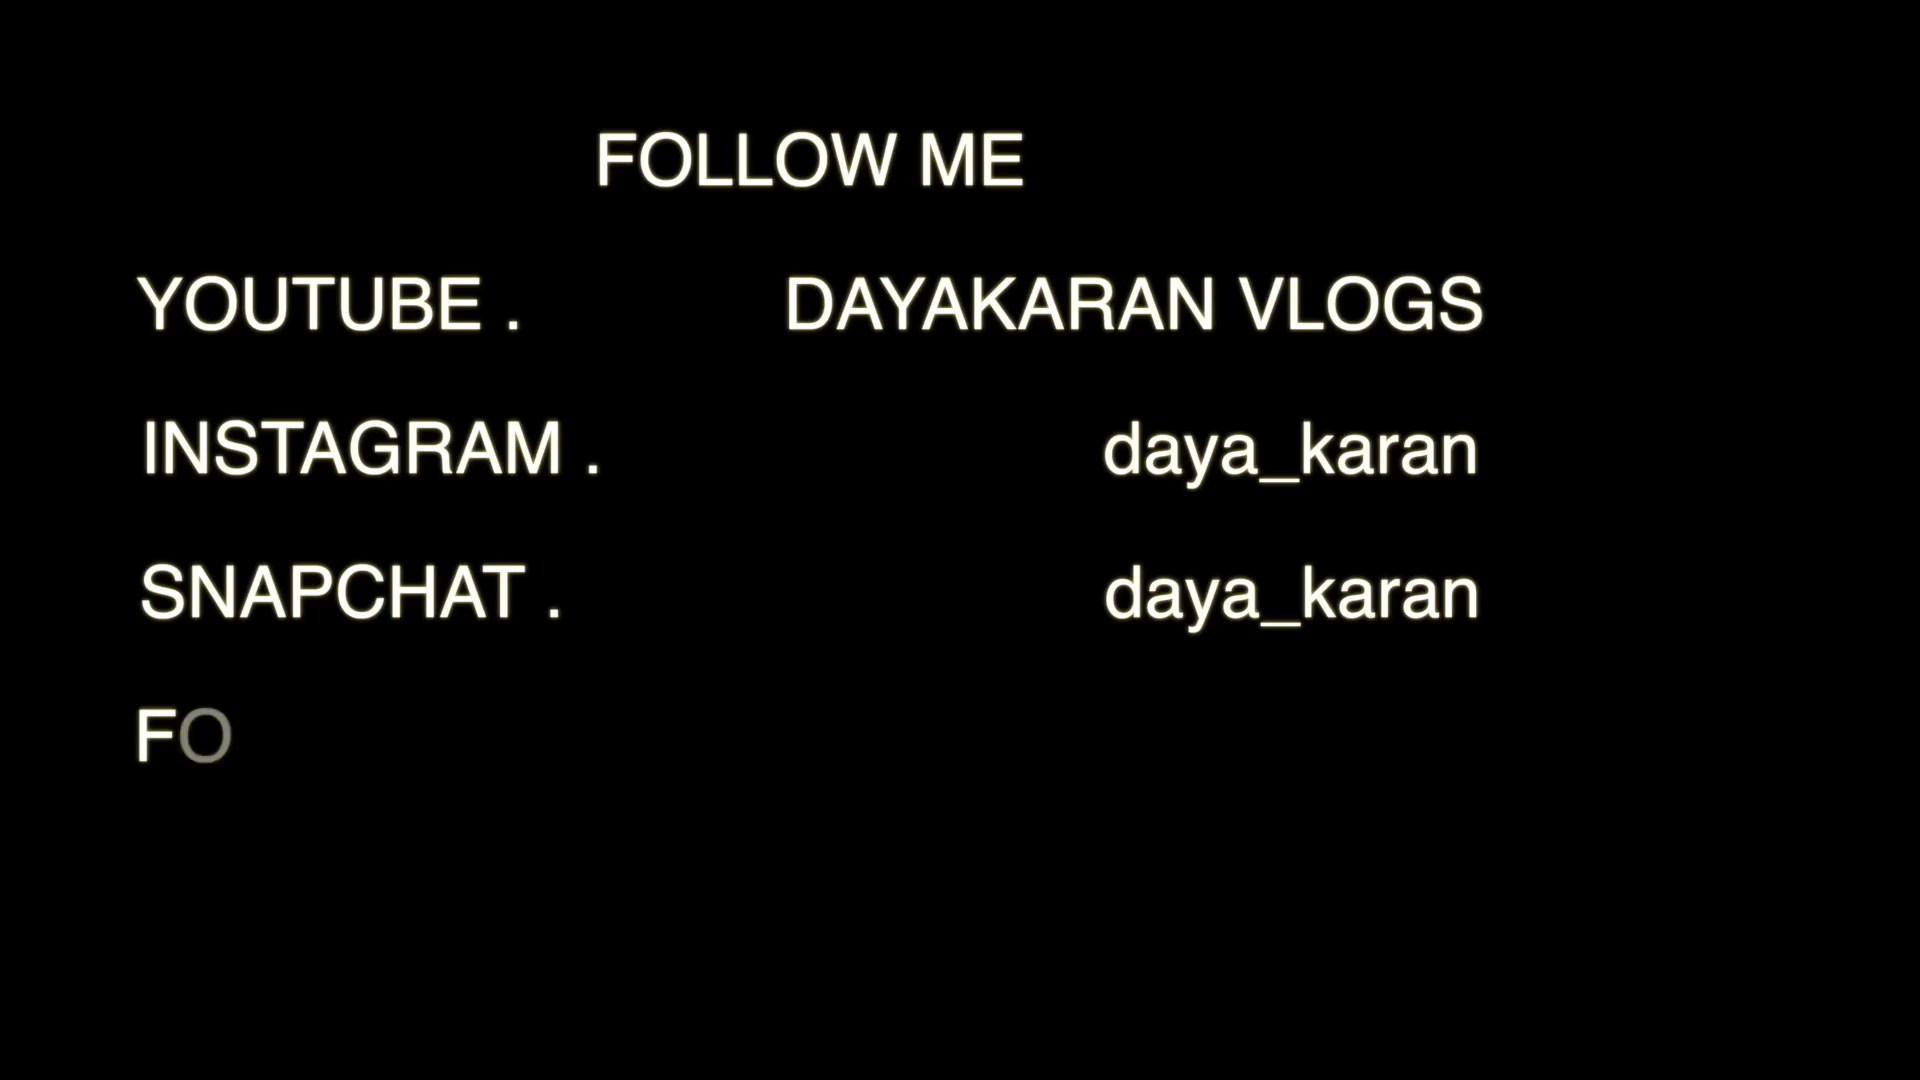 FOLLOW ME
YOUTUBE . DAYAKARAN VLOGS
INSTAGRAM . daya_karan
SNAPCHAT . daya_karan
FO